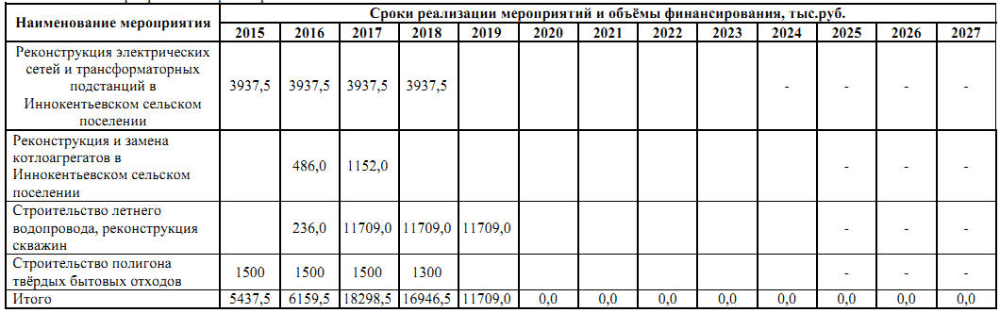 Наименование мероприятия
Сроки реализации мероприятий и объёмы финансирования, тыс.руб.
2015 2016 2017 2018 2019 2020 2021 2022 2023 2024 2025 2026 2027
Реконструкция электрических
сетей и трансформаторных
подстанций в
Иннокентьевском сельском
поселении
3937,5 3937,5 3937,5 3937,5 - - - -
Реконструкция и замена
котлоагрегатов в
Иннокентьевском сельском
поселении
486,0 1152,0 - - -
Строительство летнего
водопровода, реконструкция
скважин
236,0 11709,0 11709,0 11709,0 - - -
Строительство полигона
твёрдых бытовых отходов
1500 1500 1500 1300 - - -
Итого 5437,5 6159,5 18298,5 16946,5 11709,0 0,0 0,0 0,0 0,0 0,0 0,0 0,0 0,0